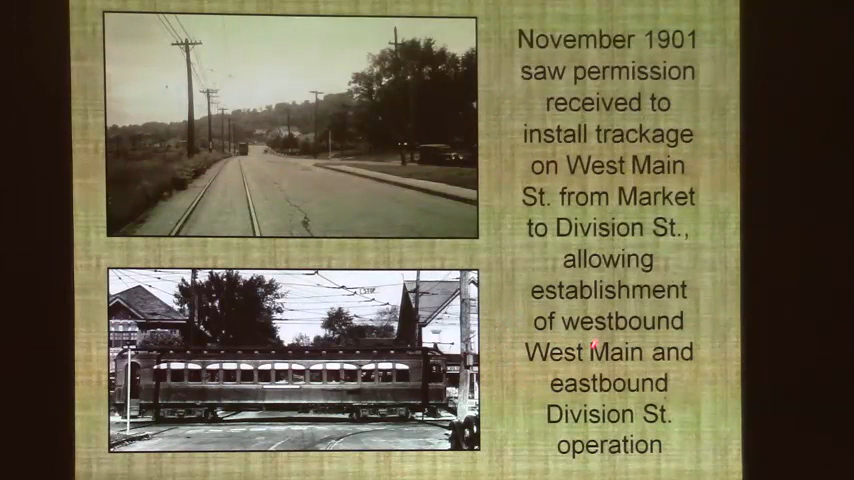 November 1901
saw permission
received to
install trackage
on West Main
St. from Market
to Division St.,
allowing
establishment
of westbound
West Main and
eastbound
Division St.
operation